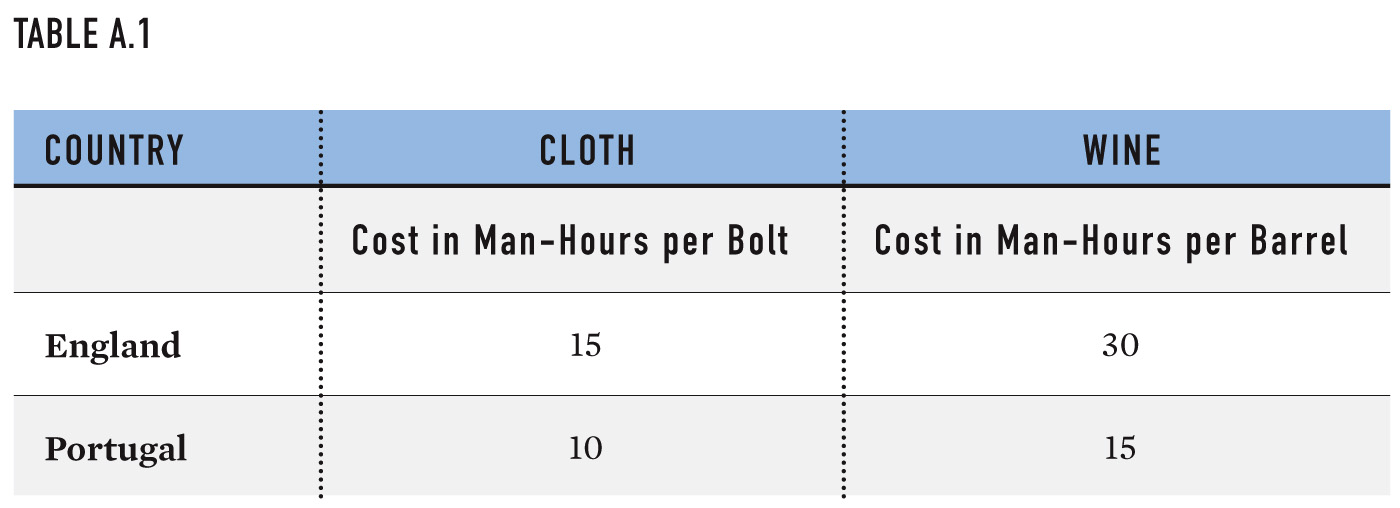 TABLE A.1
COUNTRY CLOTH WINE
Cost in Man-Hours per Bolt Cost in Man-Hours per Barrel
England 15 30
Portugal 10 15